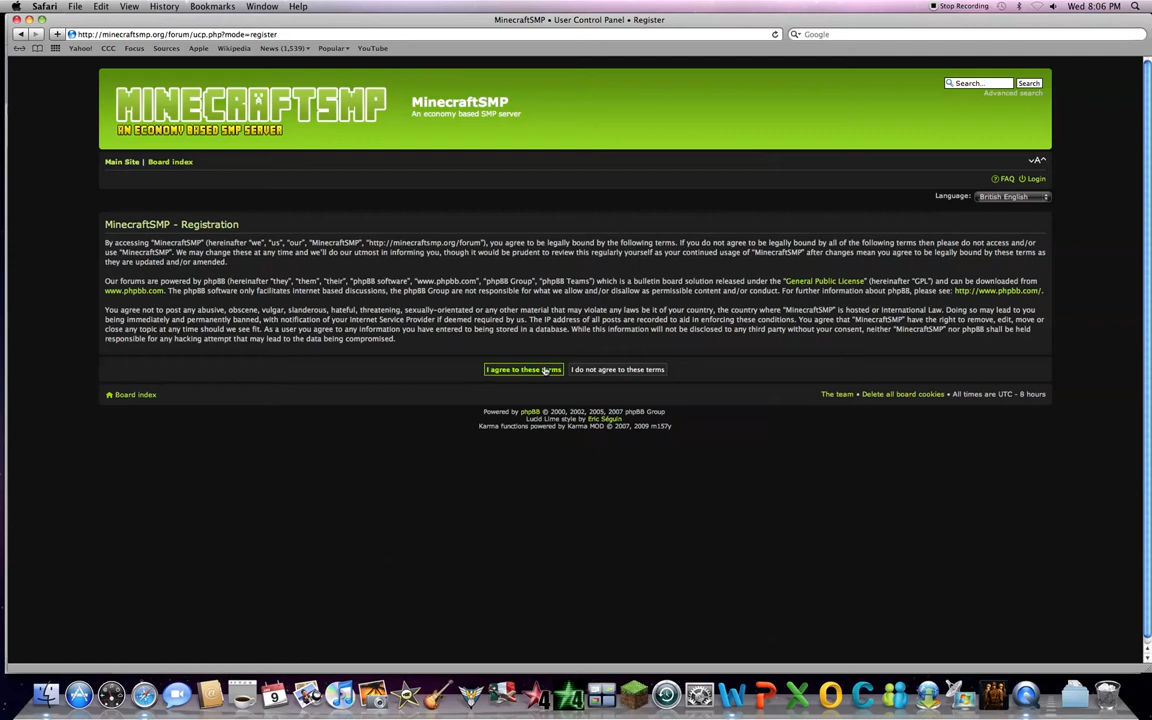 Safari File Edit View History Bookmarks Window Help Stop Recording Wed 8:06 PM
MinecraftSMP • User Control Panel • Register
http://minecraftsmp.org/forum/ucp.php?mode=register Google
Yahoo! CCC Focus Sources Apple Wikipedia News (1,539) Popular YouTube
Search... Search
Advanced search
MINECRAFTSMP
AN ECONOMY BASED SMP SERVER
MinecraftSMP
An economy based SMP server
Main Site | Board index
FAQ Login
Language: British English
MinecraftSMP - Registration
By accessing "MinecraftSMP" (hereinafter "we", "us", "our", "MinecraftSMP", "http://minecraftsmp.org/forum"), you agree to be legally bound by the following terms. If you do not agree to be legally bound by all of the following terms then please do not access and/or
use "MinecraftSMP". We may change these at any time and we'll do our utmost in informing you, though it would be prudent to review this regularly yourself as your continued usage of "MinecraftSMP" after changes mean you agree to be legally bound by these terms as
they are updated and/or amended.
Our forums are powered by phpBB (hereinafter "they", "them", "their", "phpBB software", "www.phpbb.com", "phpBB Group", "phpBB Teams") which is a bulletin board solution released under the "General Public License" (hereinafter "GPL") and can be downloaded from
www.phpbb.com. The phpBB software only facilitates internet based discussions, the phpBB Group are not responsible for what we allow and/or disallow as permissible content and/or conduct. For further information about phpBB, please see: http://www.phpbb.com/.
You agree not to post any abusive, obscene, vulgar, slanderous, hateful, threatening, sexually-orientated or any other material that may violate any laws be it of your country, the country where "MinecraftSMP" is hosted or International Law. Doing so may lead to you
being immediately and permanently banned, with notification of your Internet Service Provider if deemed required by us. The IP address of all posts are recorded to aid in enforcing these conditions. You agree that "MinecraftSMP" have the right to remove, edit, move or
close any topic at any time should we see fit. As a user you agree to any information you have entered to being stored in a database. While this information will not be disclosed to any third party without your consent, neither "MinecraftSMP" nor phpBB shall be held
responsible for any hacking attempt that may lead to the data being compromised.
I agree to these terms I do not agree to these terms
Board index The team • Delete all board cookies • All times are UTC - 8 hours
Powered by phpBB © 2000, 2002, 2005, 2007 phpBB Group
Lucid Lime style by Eric Séguin
Karma functions powered by Karma MOD © 2007, 2009 m157y